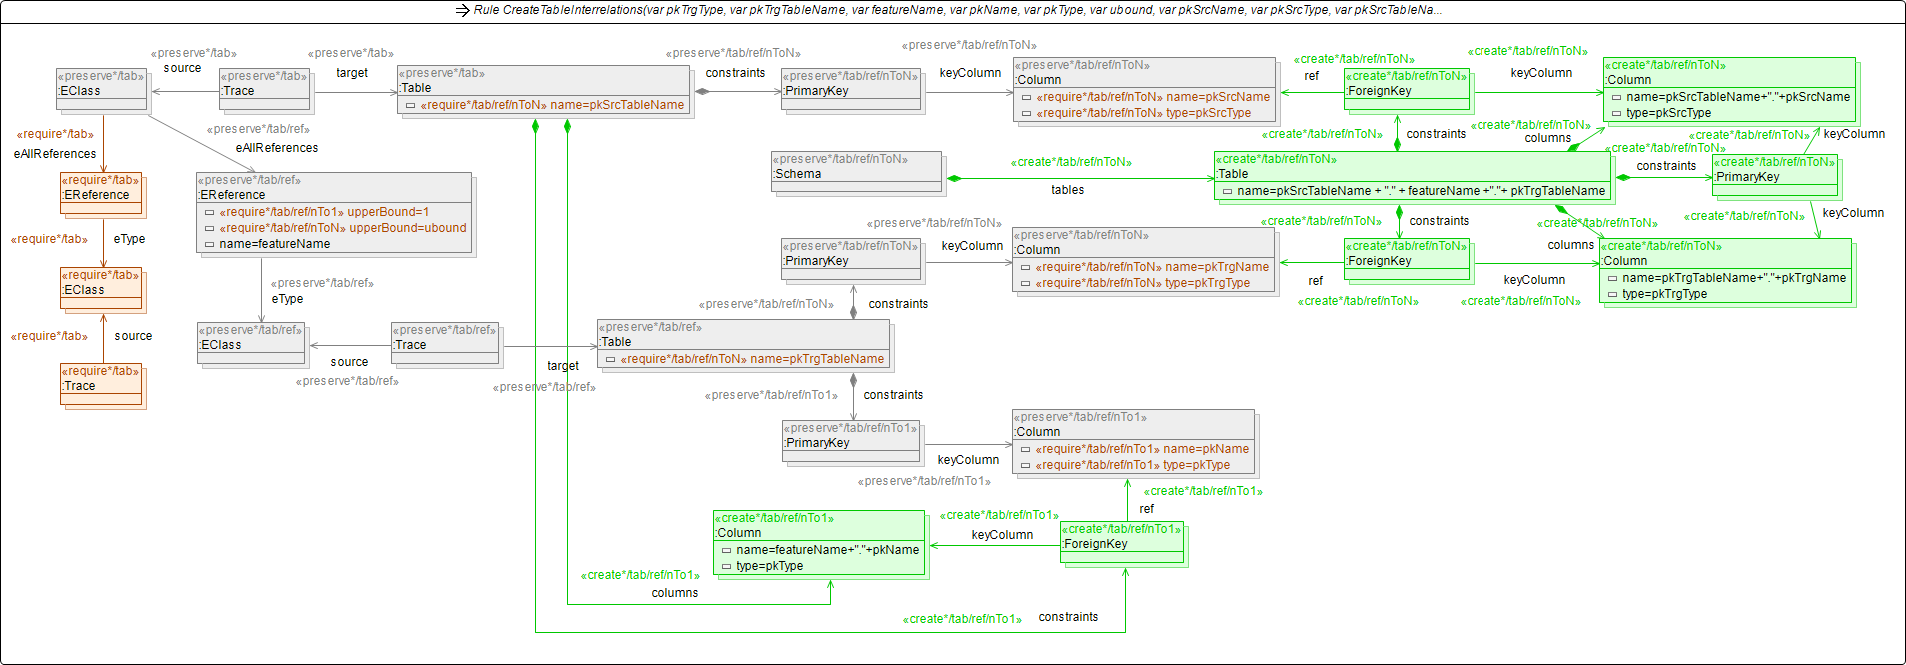 Rule CreateTableInterrelations(var pkTrgType, var pkTrgTableName, var featureName, var pkName, var pkType, var ubound, var pkSrcName, var pkSrcType, var pkSrcTableNa...
«preserve*/tab»
source
«preserve*/tab»
target
«preserve*/tab/ref/nToN»
constraints
«preserve*/tab/ref/nToN»
keyColumn
«create*/tab/ref/nToN»
ref
«create*/tab/ref/nToN»
keyColumn
«preserve*/tab»
:EClass
«preserve*/tab»
:Trace
«preserve*/tab»
:Table
«require*/tab/ref/nToN» name=pkSrcTableName
«preserve*/tab/ref/nToN»
:PrimaryKey
«preserve*/tab/ref/nToN»
:Column
«require*/tab/ref/nToN» name=pkSrcName
«require*/tab/ref/nToN» type=pkSrcType
«create*/tab/ref/nToN»
:ForeignKey
«create*/tab/ref/nToN»
:Column
name=pkSrcTableName+"."+pkSrcName
type=pkSrcType
«require*/tab»
eAllReferences
«preserve*/tab/ref»
eAllReferences
«create*/tab/ref/nToN»
constraints
«create*/tab/ref/nToN»
columns
«create*/tab/ref/nToN»
keyColumn
«create*/tab/ref/nToN»
constraints
«require*/tab»
:EReference
«preserve*/tab/ref»
:EReference
«require*/tab/ref/nTo1» upperBound=1
«require*/tab/ref/nToN» upperBound=ubound
name=featureName
«preserve*/tab/ref/nToN»
:Schema
«create*/tab/ref/nToN»
tables
«create*/tab/ref/nToN»
:Table
name=pkSrcTableName + "." + featureName +"."+ pkTrgTableName
«create*/tab/ref/nToN»
:PrimaryKey
«require*/tab»
eType
«preserve*/tab/ref/nToN»
keyColumn
«create*/tab/ref/nToN»
constraints
«create*/tab/ref/nToN»
columns
«create*/tab/ref/nToN»
keyColumn
«preserve*/tab/ref/nToN»
:PrimaryKey
«preserve*/tab/ref/nToN»
:Column
«require*/tab/ref/nToN» name=pkTrgName
«require*/tab/ref/nToN» type=pkTrgType
«create*/tab/ref/nToN»
:ForeignKey
«create*/tab/ref/nToN»
:Column
name=pkTrgTableName+"."+pkTrgName
type=pkTrgType
«require*/tab»
:EClass
«preserve*/tab/ref»
eType
ref
«create*/tab/ref/nToN»
keyColumn
«create*/tab/ref/nToN»
«preserve*/tab/ref/nToN»
constraints
«require*/tab»
source
«preserve*/tab/ref»
:EClass
«preserve*/tab/ref»
:Trace
source
«preserve*/tab/ref»
target
«preserve*/tab/ref»
«preserve*/tab/ref»
:Table
«require*/tab/ref/nToN» name=pkTrgTableName
«require*/tab»
:Trace
«preserve*/tab/ref/nTo1»
constraints
«preserve*/tab/ref/nTo1»
:PrimaryKey
keyColumn
«preserve*/tab/ref/nTo1»
«preserve*/tab/ref/nTo1»
:Column
«require*/tab/ref/nTo1» name=pkName
«require*/tab/ref/nTo1» type=pkType
«create*/tab/ref/nTo1»
ref
«create*/tab/ref/nTo1»
:Column
name=featureName+"."+pkName
type=pkType
«create*/tab/ref/nTo1»
keyColumn
«create*/tab/ref/nTo1»
:ForeignKey
«create*/tab/ref/nTo1»
columns
«create*/tab/ref/nTo1»
constraints